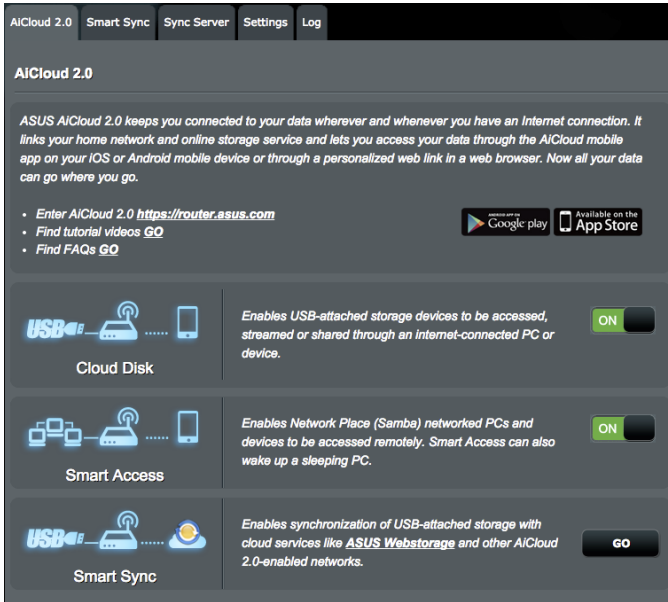 AiCloud 2.0 Smart Sync Sync Server Settings Log
AiCloud 2.0
ASUS AiCloud 2.0 keeps you connected to your data wherever and whenever you have an Internet connection. It
links your home network and online storage service and lets you access your data through the AiCloud mobile
app on your iOS or Android mobile device or through a personalized web link in a web browser. Now all your data
can go where you go.
• Enter AiCloud 2.0 https://router.asus.com
• Find tutorial videos GO
• Find FAQs GO
ANDROID APP ON
Google play
Available on the
App Store
USB
Cloud Disk
Enables USB-attached storage devices to be accessed,
streamed or shared through an internet-connected PC or
device.
ON
Smart Access
Enables Network Place (Samba) networked PCs and
devices to be accessed remotely. Smart Access can also
wake up a sleeping PC.
ON
USB
Smart Sync
Enables synchronization of USB-attached storage with
cloud services like ASUS Webstorage and other AiCloud
2.0-enabled networks.
GO